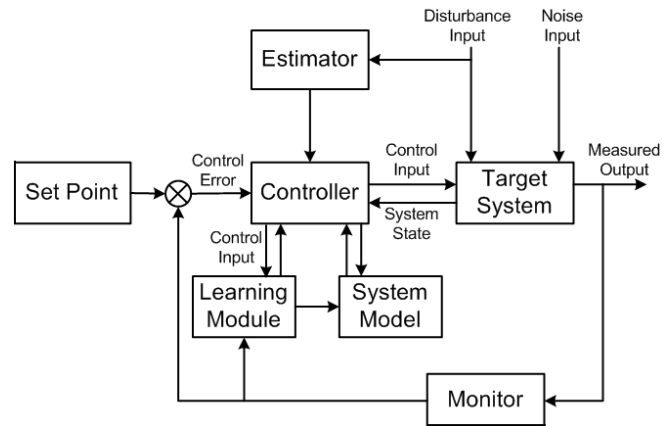 Disturbance
Input
Noise
Input
Estimator
Set Point
Control
Error
Controller
Control
Input
System
State
Target
System
Measured
Output
Control
Input
Learning
Module
System
Model
Monitor